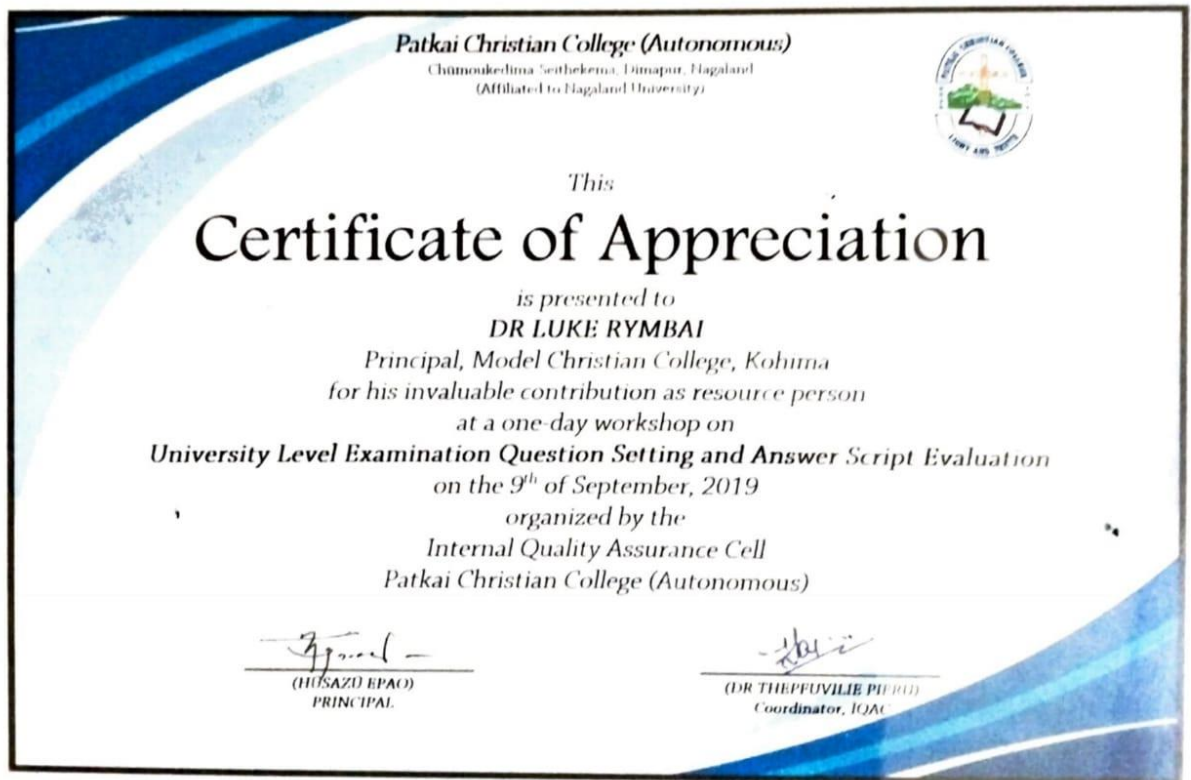 Patkai Christian College (Autonomous)
Chümoukedima Seithekema, Dimapur, Nagaland
(Affiliated to Nagaland University)
This
Certificate of Appreciation
is presented to
DR LUKE RYMBAI
Principal, Model Christian College, Kohima
for his invaluable contribution as resource person
at a one-day workshop on
University Level Examination Question Setting and Answer Script Evaluation
on the 9th of September, 2019
organized by the
Internal Quality Assurance Cell
Patkai Christian College (Autonomous)
(HUSAZÜ EPAO)
PRINCIPAL
(DR THEPFUVILIE PIERÜ)
Coordinator, IQAC